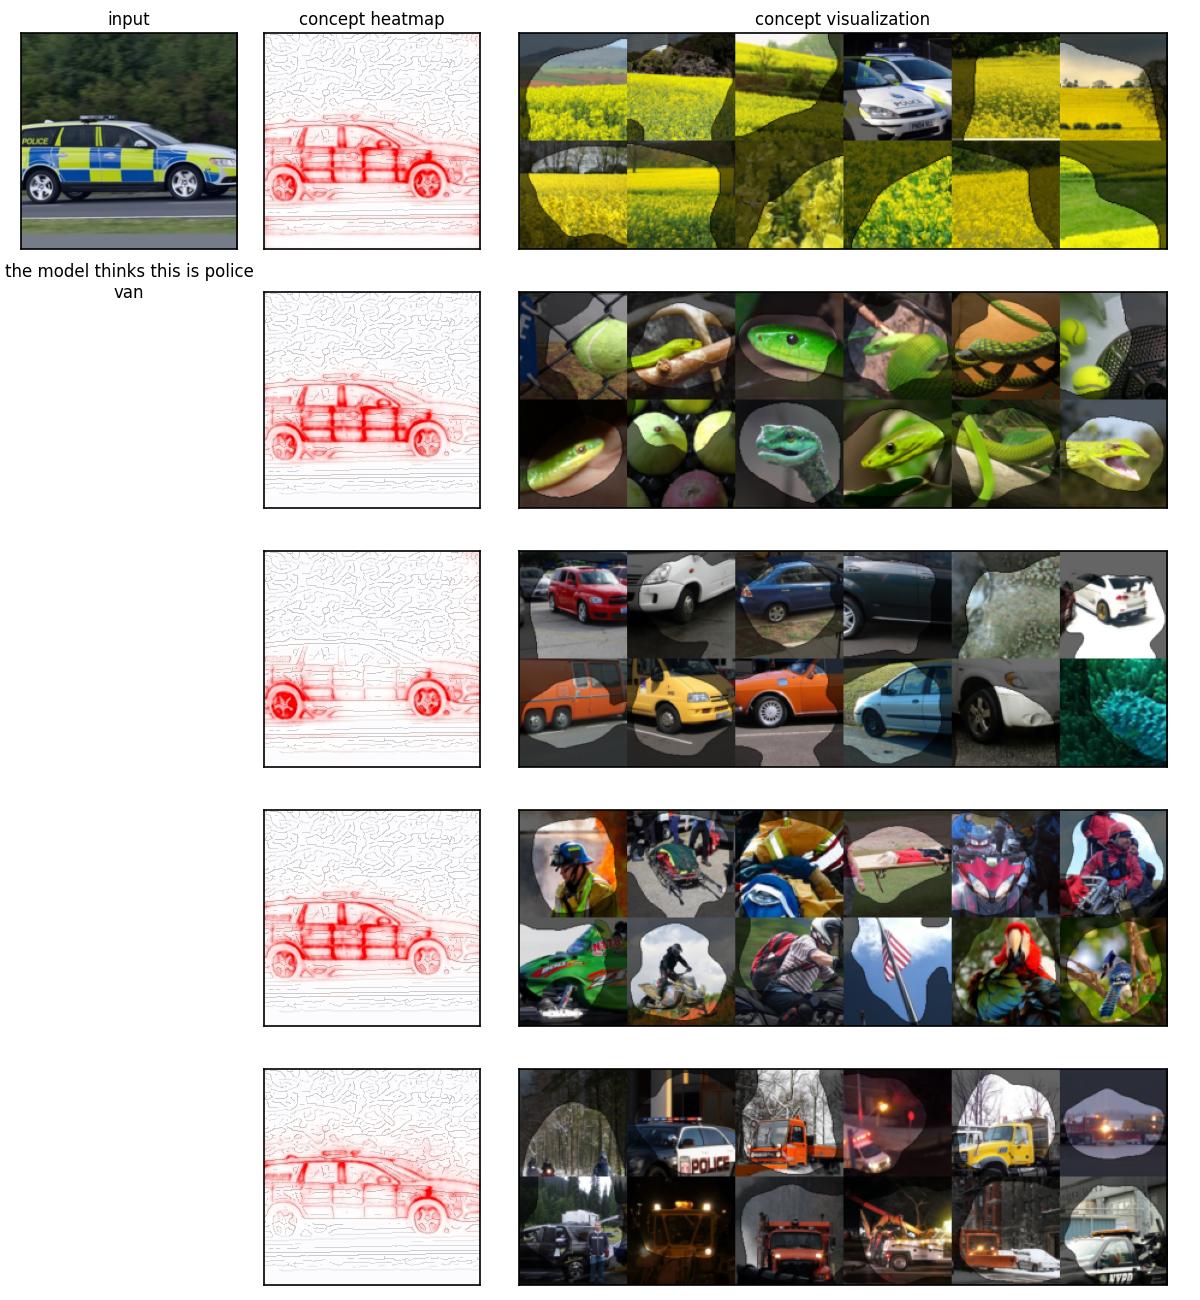 input
concept heatmap
concept visualization
POLICE
POLICE
the model thinks this is police
van
POLICE
NYPD